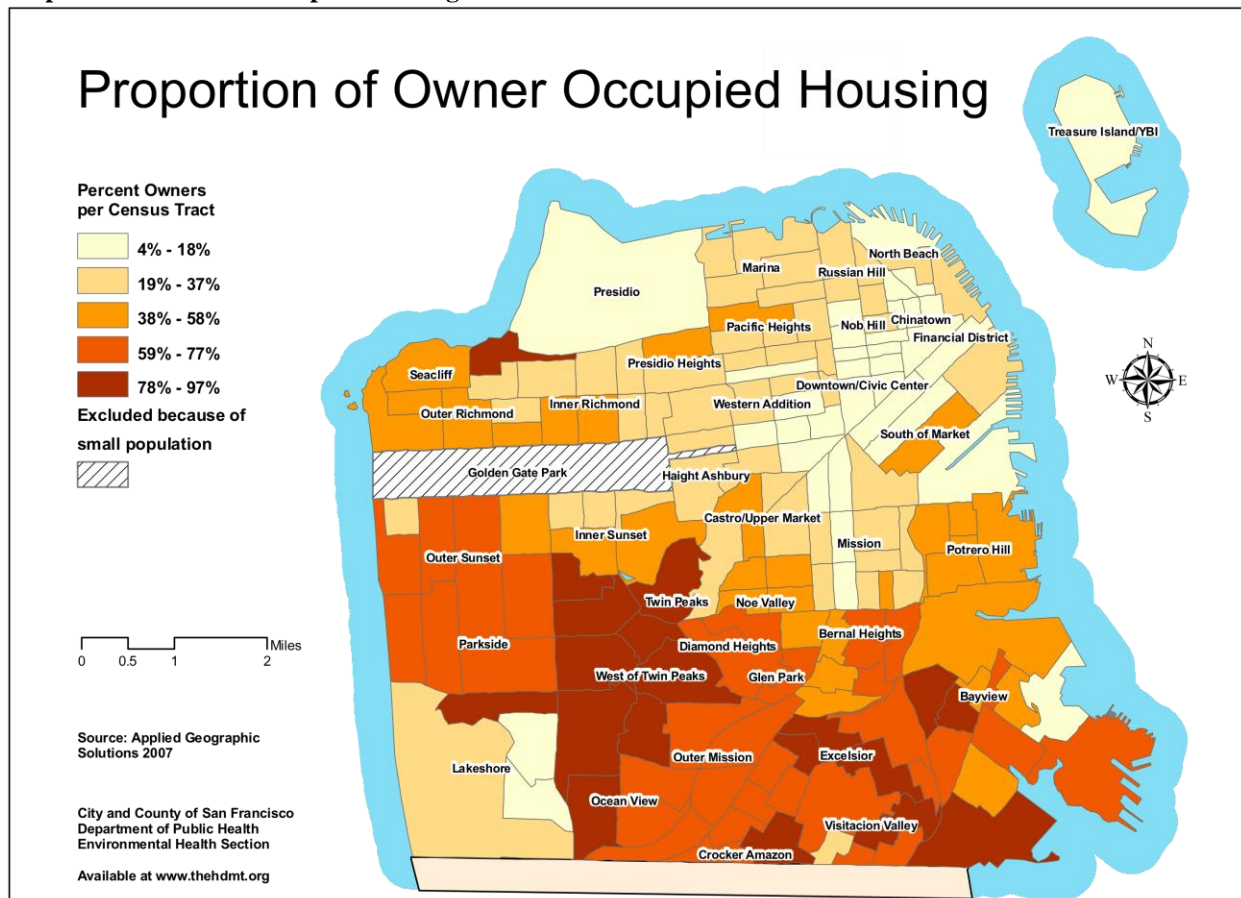 Proportion of Owner Occupied Housing
Percent Owners
per Census Tract
4% - 18%
19% - 37%
38% - 58%
59% - 77%
78% - 97%
Excluded because of
small population
Treasure Island/YBI
North Beach
Marina
Russian Hill
Presidio
Chinatown
Nob Hill
Pacific Heights
Financial District
Presidio Heights
Seacliff
Downtown/Civic Center
Inner Richmond
Western Addition
Outer Richmond
South of Market
Golden Gate Park
Haight Ashbury
Castro/Upper Market
Inner Sunset
Mission
Potrero Hill
Outer Sunset
Twin Peaks
Noe Valley
Bernal Heights
Parkside
Diamond Heights
West of Twin Peaks
Glen Park
Bayview
Outer Mission
Excelsior
Lakeshore
Ocean View
Visitacion Valley
Crocker Amazon
N
W E
S
Miles
0 0.5 1 2
Source: Applied Geographic
Solutions 2007
City and County of San Francisco
Department of Public Health
Environmental Health Section
Available at www.thehdmt.org